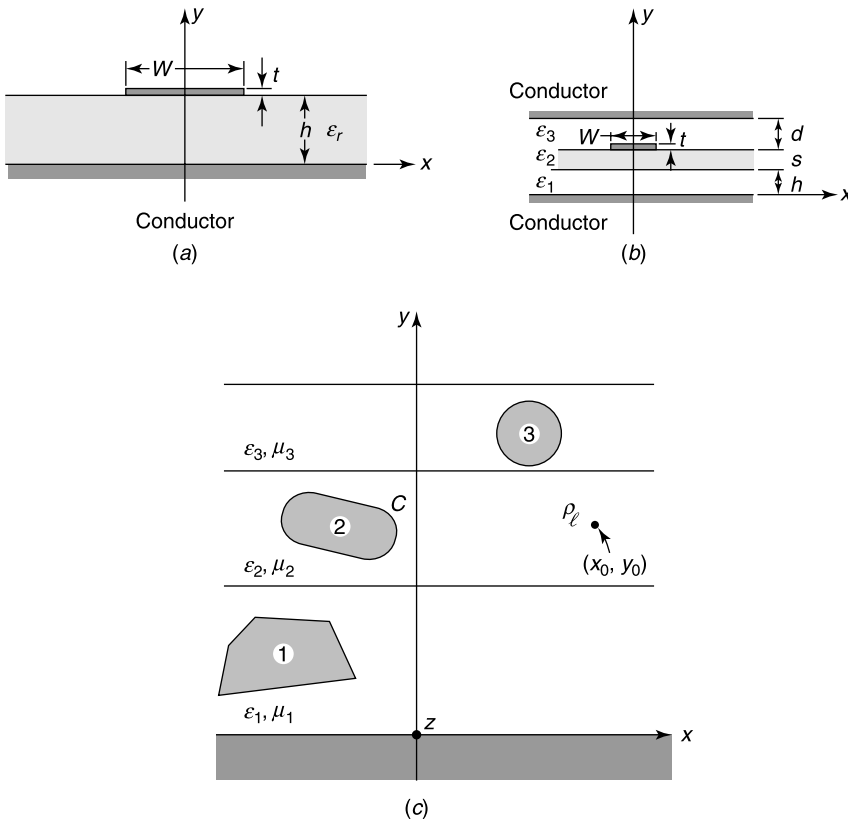 y
W
t
h
εr
x
Conductor
(a)
y
Conductor
ε3
W
t
d
ε2
s
ε1
h
x
Conductor
(b)
y
3
ε3, μ3
C
2
ρℓ
(x0, y0)
ε2, μ2
1
ε1, μ1
z
x
(c)